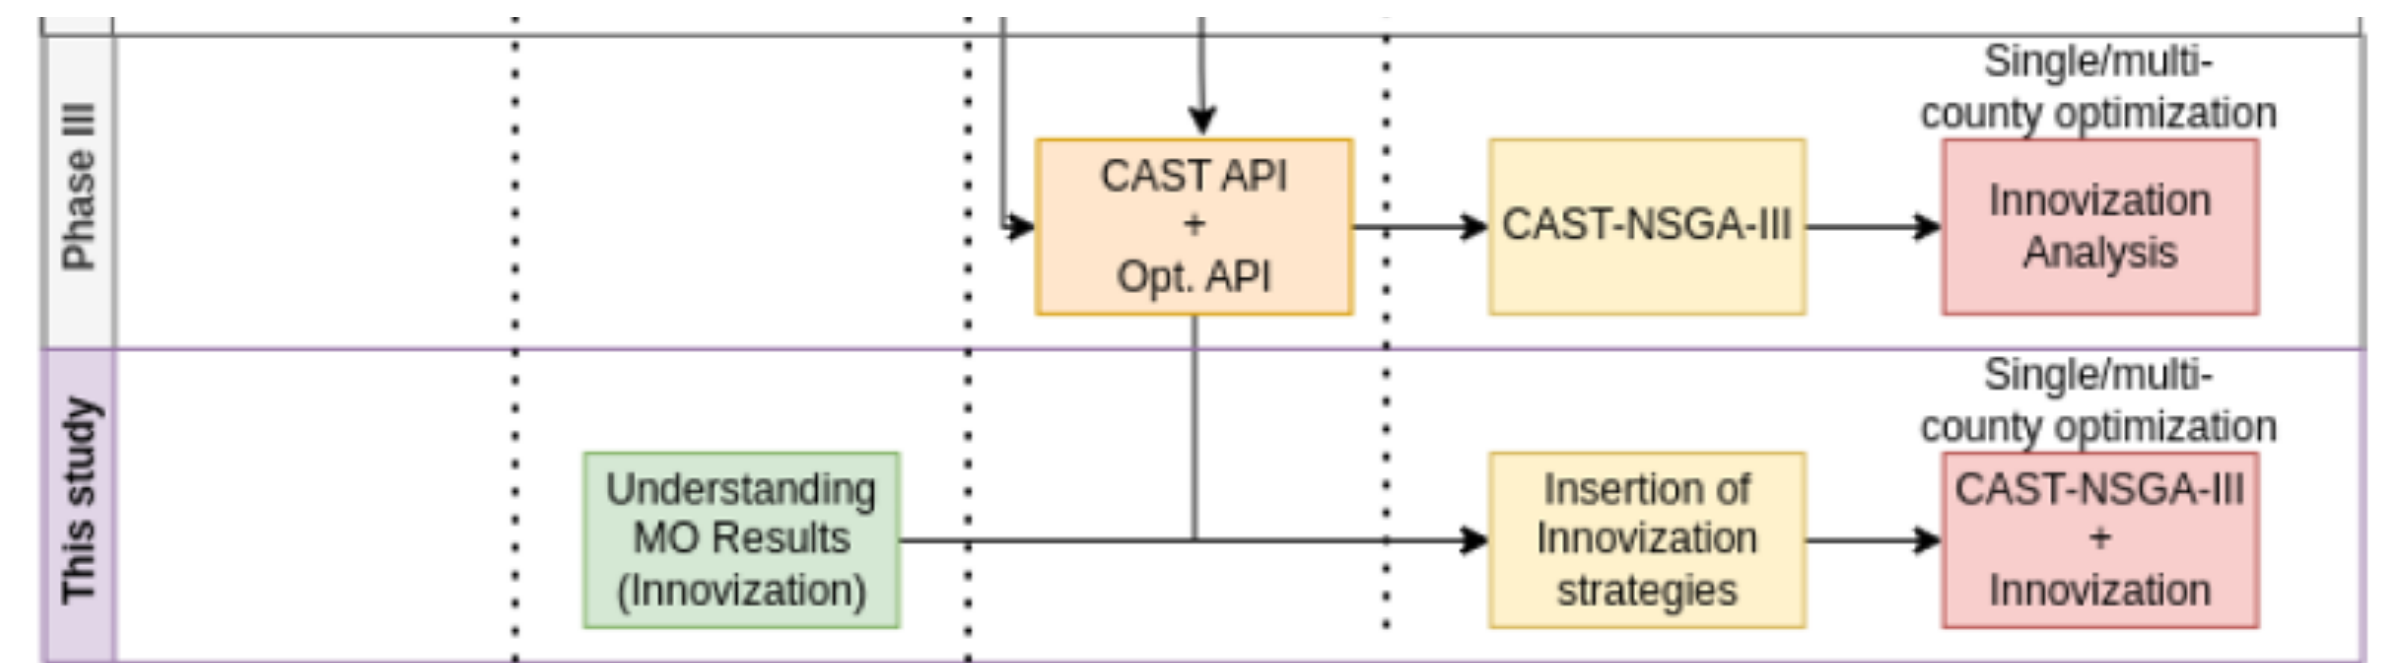 Phase III
Single/multi-
county optimization
CAST API
+
Opt. API
CAST-NSGA-III
Innovization
Analysis
This study
Single/multi-
county optimization
Understanding
MO Results
(Innovization)
Insertion of
Innovization
strategies
CAST-NSGA-III
+
Innovization